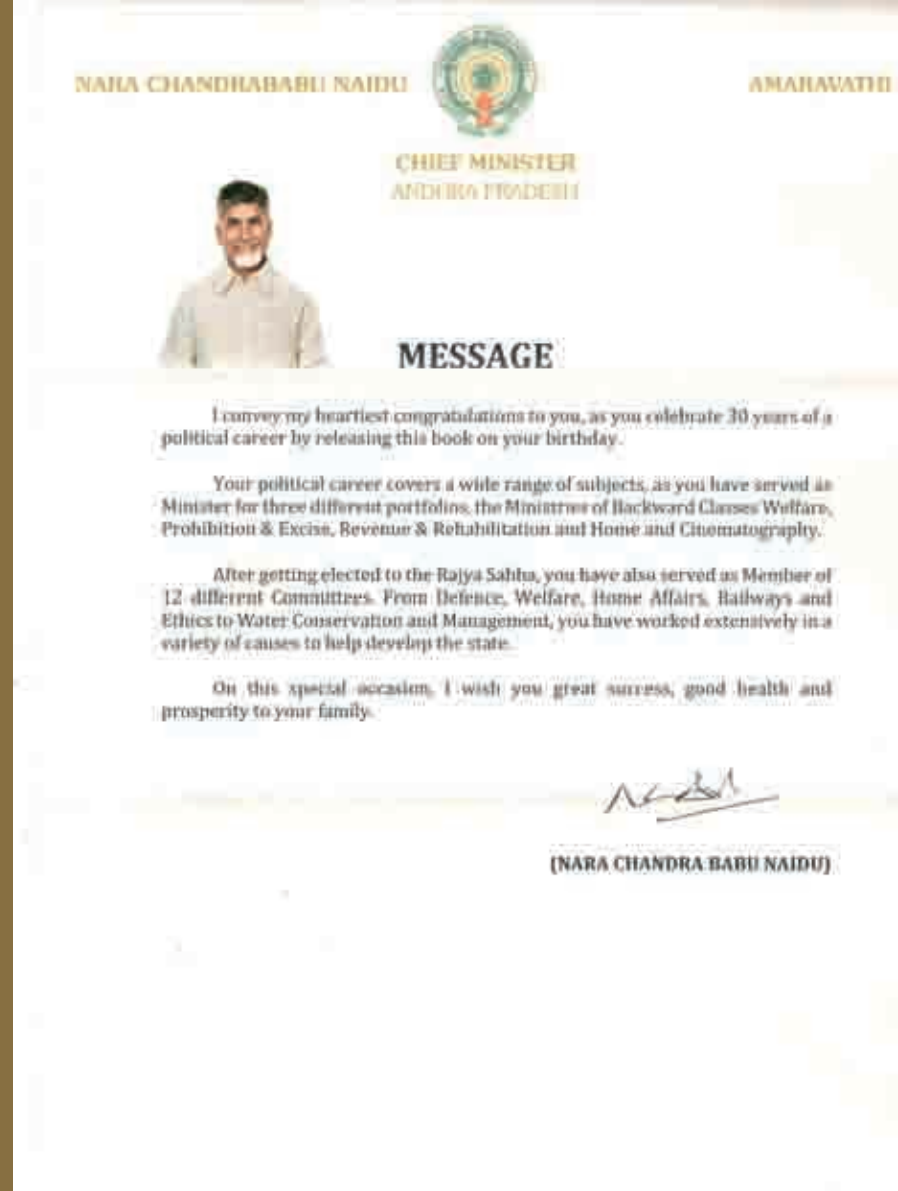 NARA CHANDRABABU NAIDU
AMARAVATHI
CHIEF MINISTER
ANDHRA PRADESH
MESSAGE
I convey my heartiest congratulations to you, as you celebrate 30 years of a
political career by releasing this book on your birthday.
Your political career covers a wide range of subjects, as you have served as
Minister for three different portfolios, the Ministries of Backward Classes Welfare,
Prohibition & Excise, Revenue & Rehabilitation and Home and Cinematography.
After getting elected to the Rajya Sabha, you have also served as Member of
12 different Committees. From Defence, Welfare, Home Affairs, Railways and
Ethics to Water Conservation and Management, you have worked extensively in a
variety of causes to help develop the state.
On this special occasion, I wish you great success, good health and
prosperity to your family.
(NARA CHANDRA BABU NAIDU)